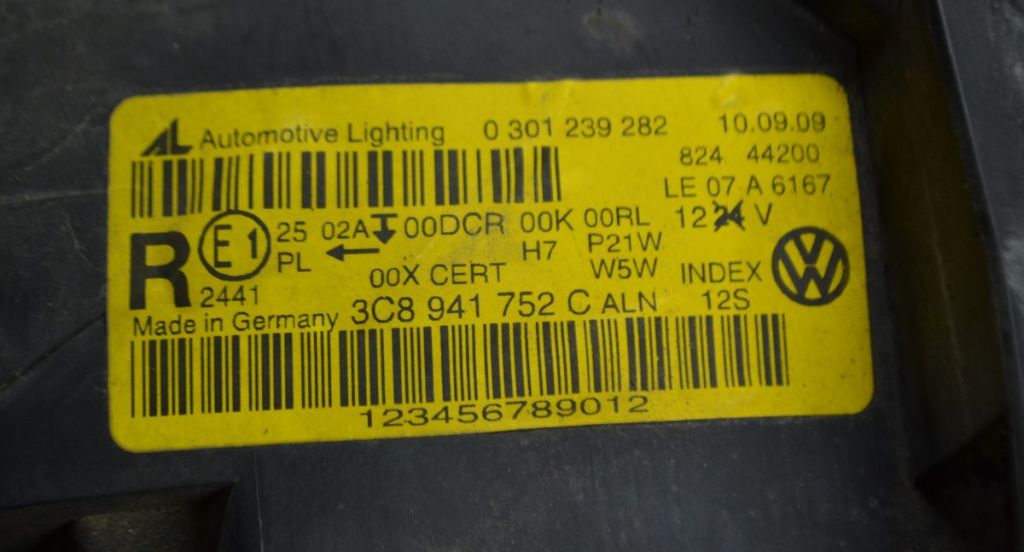 AL Automotive Lighting 0 301 239 282 10.09.09
824 44200
LE 07 A 6167
R E1 25 02A 00DCR 00K 00RL 12 24 V
PL H7 P21W
00X CERT W5W INDEX VW
2441 12S
Made in Germany 3C8 941 752 C ALN
123456789012